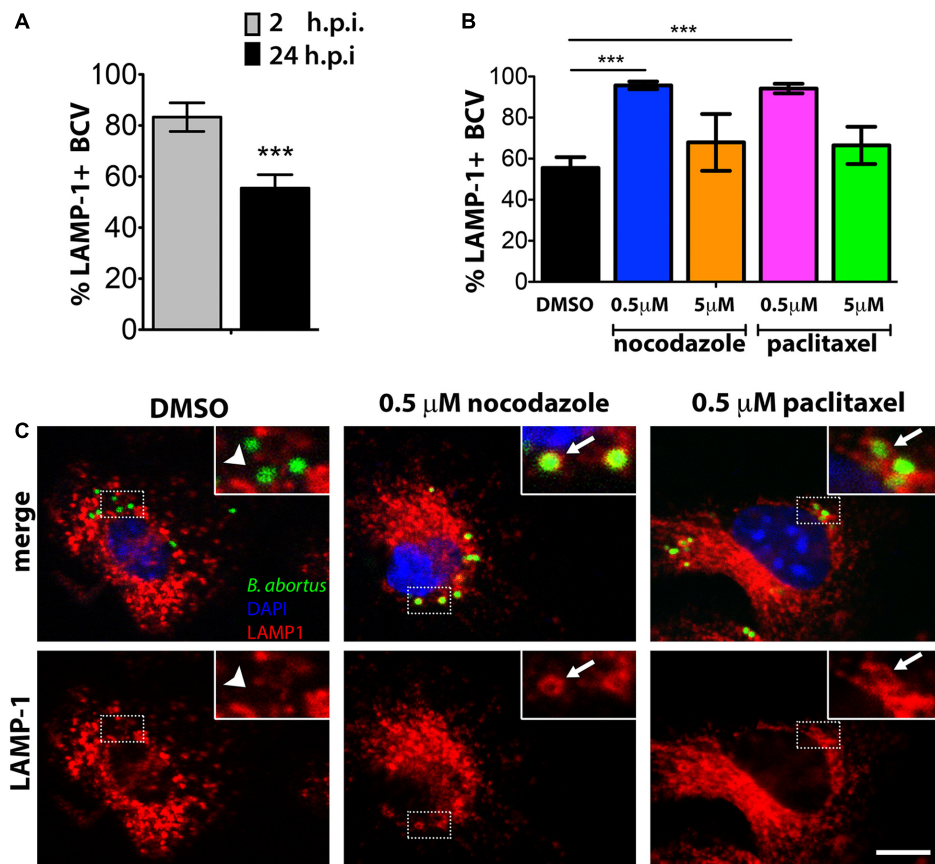 A
2 h.p.i.
24 h.p.i
% LAMP-1+ BCV
100
80
60
40
20
0
***
B
% LAMP-1+ BCV
100
80
60
40
20
0
***
***
DMSO
0.5μM
5μM
0.5μM
5μM
nocodazole
paclitaxel
C
DMSO
0.5 μM nocodazole
0.5 μM paclitaxel
merge
B. abortus
DAPI
LAMP1
LAMP-1